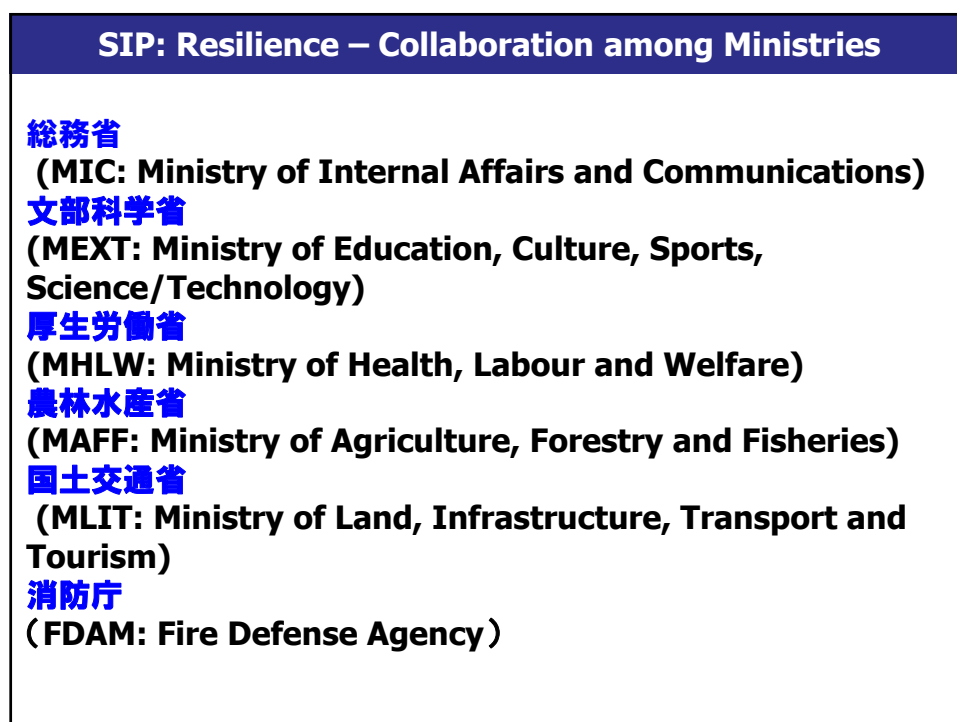 SIP: Resilience – Collaboration among Ministries
総務省
(MIC: Ministry of Internal Affairs and Communications)
文部科学省
(MEXT: Ministry of Education, Culture, Sports,
Science/Technology)
厚生労働省
(MHLW: Ministry of Health, Labour and Welfare)
農林水産省
(MAFF: Ministry of Agriculture, Forestry and Fisheries)
国土交通省
(MLIT: Ministry of Land, Infrastructure, Transport and
Tourism)
消防庁
（FDAM: Fire Defense Agency）